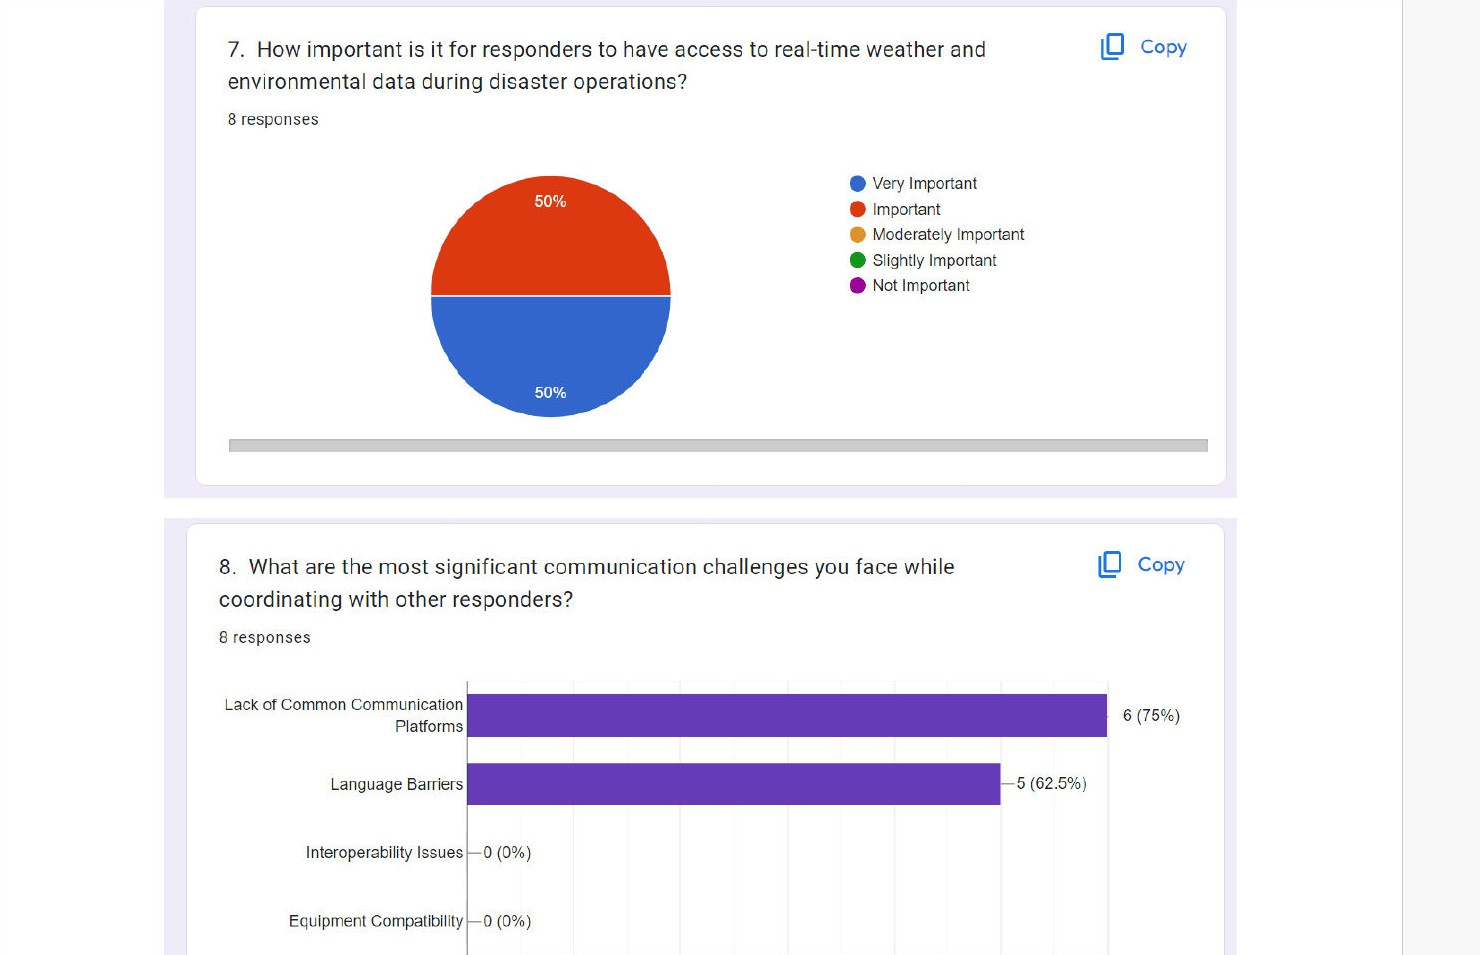 7. How important is it for responders to have access to real-time weather and
environmental data during disaster operations?
Copy
8 responses
50%
50%
Very Important
Important
Moderately Important
Slightly Important
Not Important
8. What are the most significant communication challenges you face while
coordinating with other responders?
Copy
8 responses
Lack of Common Communication
Platforms
6 (75%)
Language Barriers
5 (62.5%)
Interoperability Issues
0 (0%)
Equipment Compatibility
0 (0%)